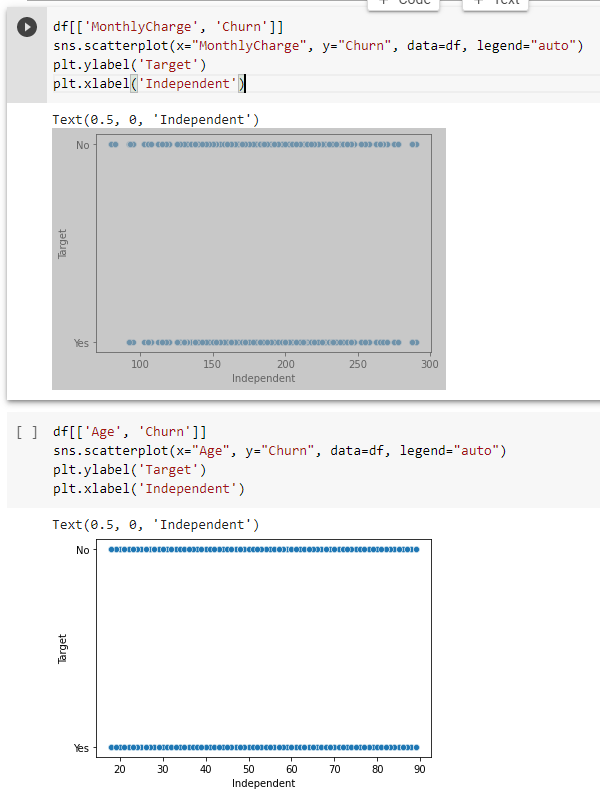 + Code + Text
df[['MonthlyCharge', 'Churn']]
sns.scatterplot(x="MonthlyCharge", y="Churn", data=df, legend="auto")
plt.ylabel('Target')
plt.xlabel('Independent')
Text(0.5, 0, 'Independent')
No
Target
Yes
100 150 200 250 300
Independent
[ ] df[['Age', 'Churn']]
sns.scatterplot(x="Age", y="Churn", data=df, legend="auto")
plt.ylabel('Target')
plt.xlabel('Independent')
Text(0.5, 0, 'Independent')
No
Target
Yes
20 30 40 50 60 70 80 90
Independent